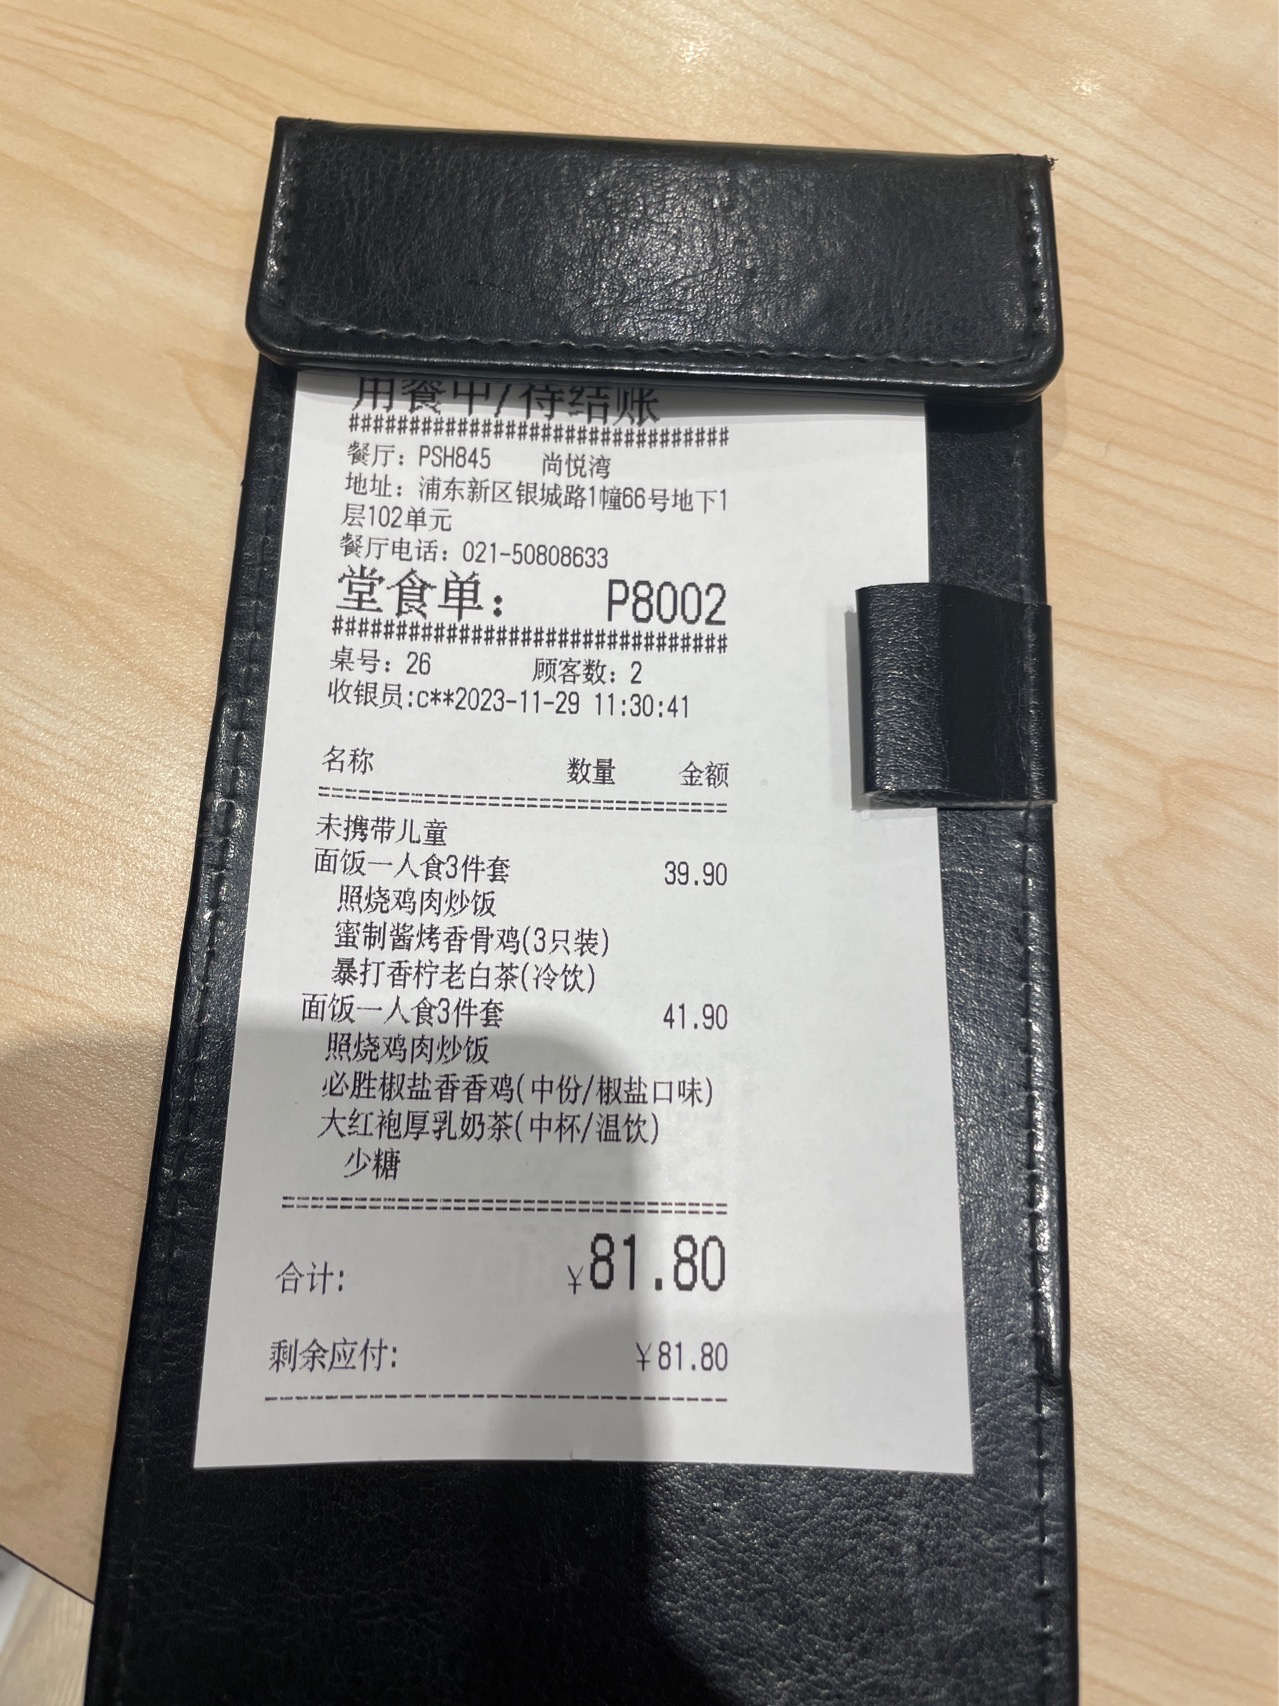 用餐中/待结账
################################
餐厅: PSH845 尚悦湾
地址: 浦东新区银城路1幢66号地下1
层102单元
餐厅电话: 021-50808633
堂食单: P8002
################################
桌号: 26 顾客数: 2
收银员:c**2023-11-29 11:30:41
名称 数量 金额
================================
未携带儿童
面饭一人食3件套 39.90
照烧鸡肉炒饭
蜜制酱烤香骨鸡(3只装)
暴打香柠老白茶(冷饮)
面饭一人食3件套 41.90
照烧鸡肉炒饭
必胜椒盐香香鸡(中份/椒盐口味)
大红袍厚乳奶茶(中杯/温饮)
少糖
================================
合计: ¥81.80
剩余应付: ¥81.80
--------------------------------